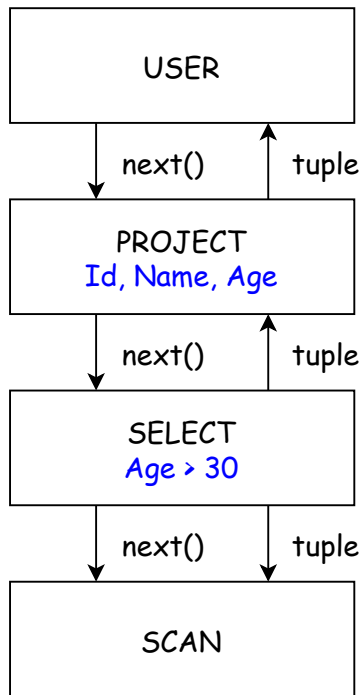 USER
next()
tuple
PROJECT
Id, Name, Age
next()
tuple
SELECT
Age > 30
next()
tuple
SCAN